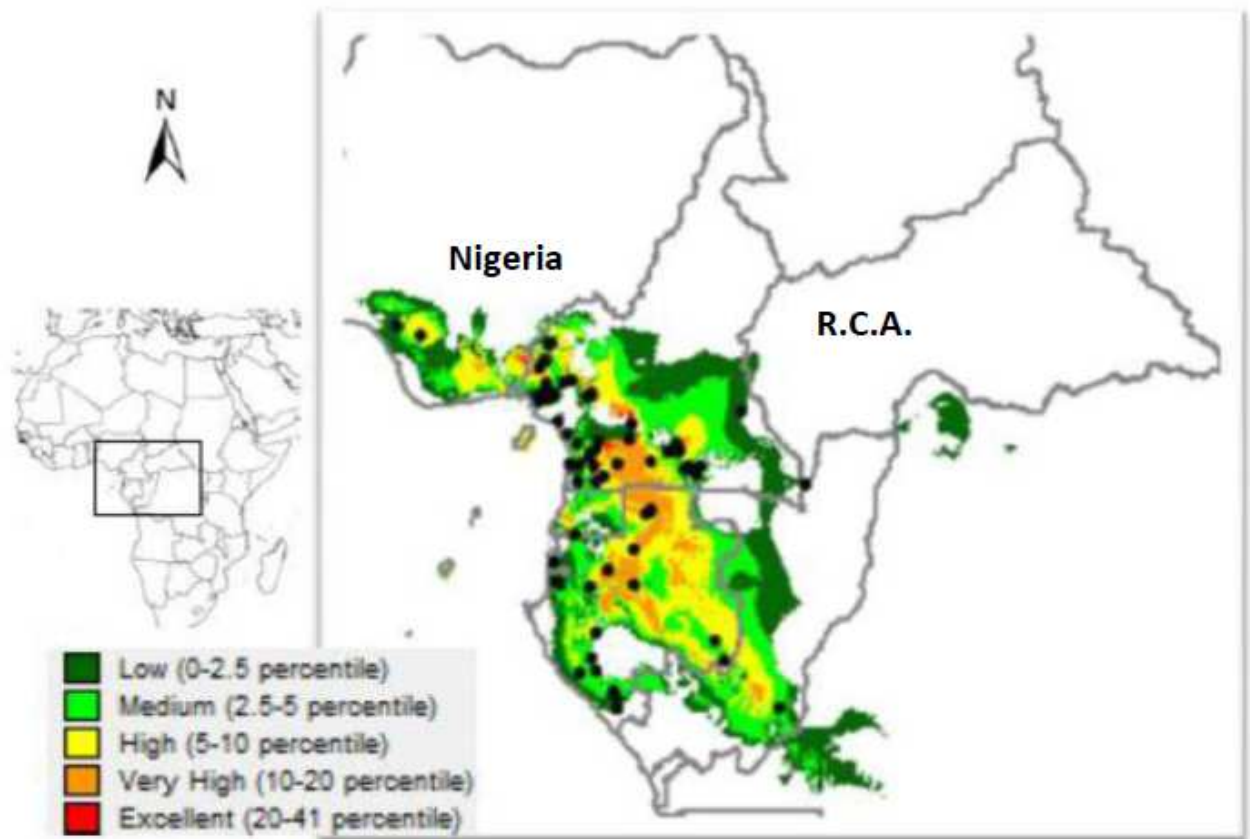 N
Nigeria
R.C.A.
Low (0-2.5 percentile)
Medium (2.5-5 percentile)
High (5-10 percentile)
Very High (10-20 percentile)
Excellent (20-41 percentile)